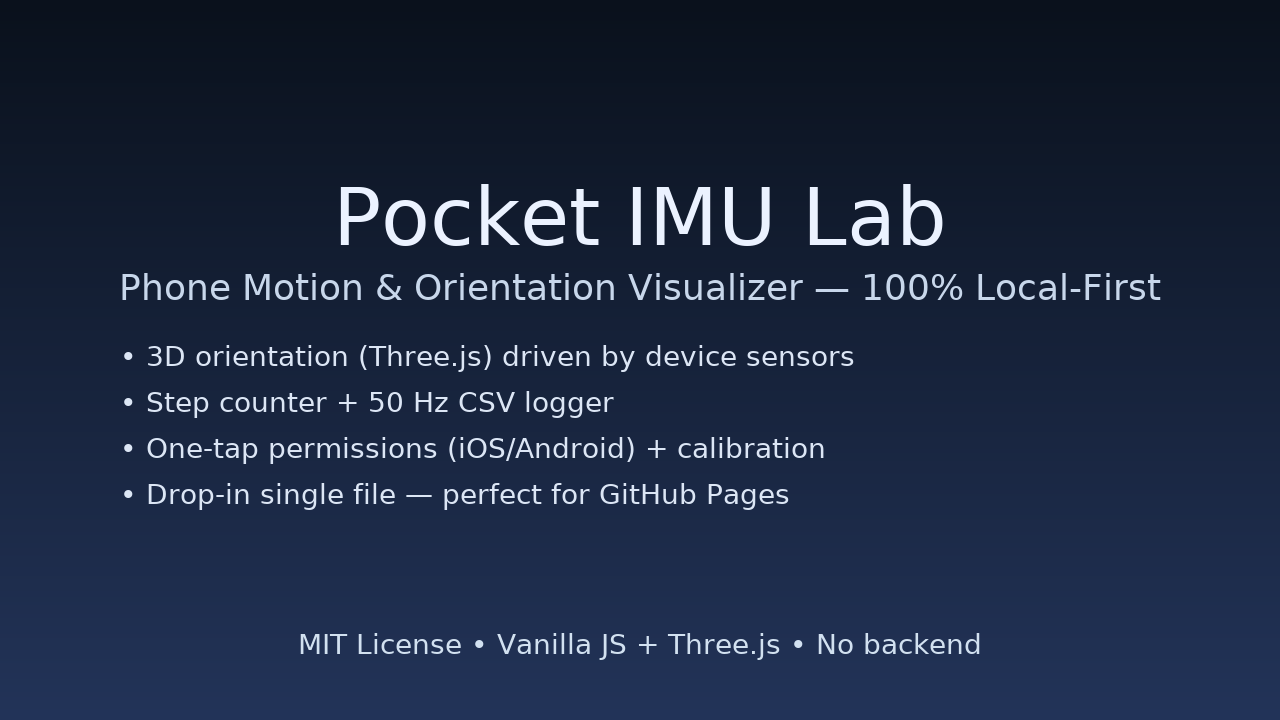 Pocket IMU Lab
Phone Motion & Orientation Visualizer — 100% Local-First
• 3D orientation (Three.js) driven by device sensors
• Step counter + 50 Hz CSV logger
• One-tap permissions (iOS/Android) + calibration
• Drop-in single file — perfect for GitHub Pages
MIT License • Vanilla JS + Three.js • No backend